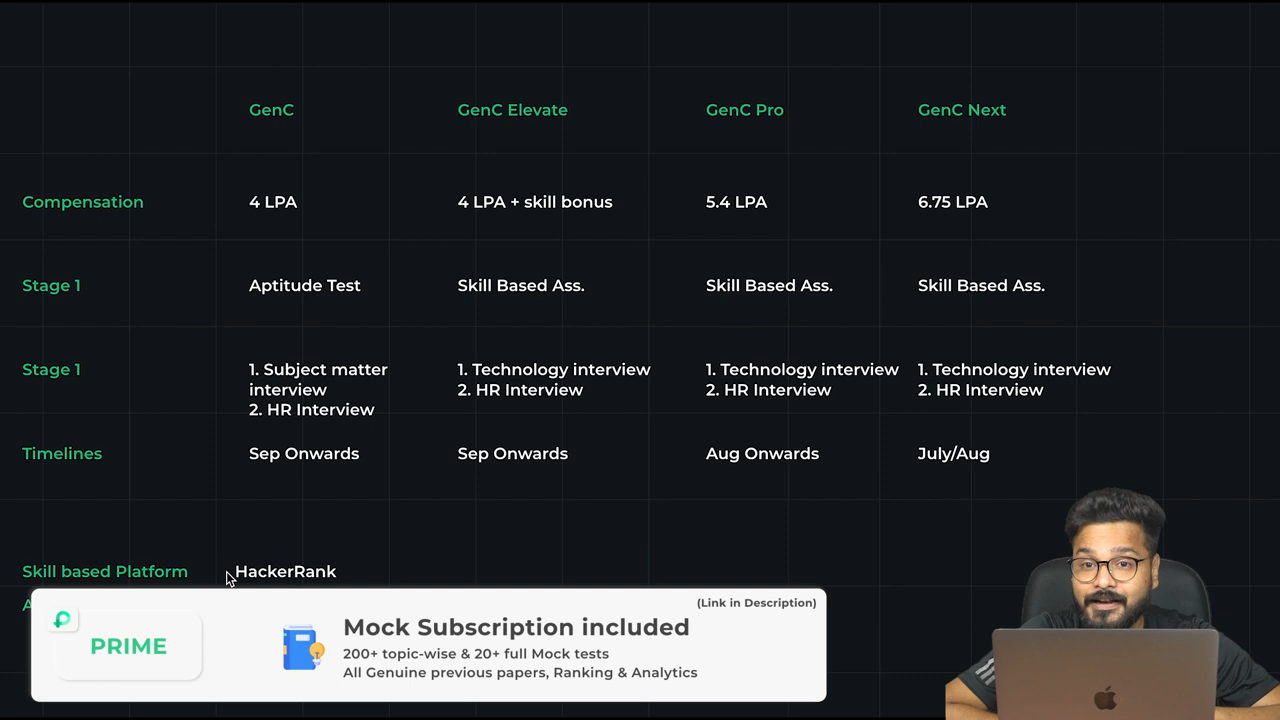 GenC GenC Elevate GenC Pro GenC Next
Compensation 4 LPA 4 LPA + skill bonus 5.4 LPA 6.75 LPA
Stage 1 Aptitude Test Skill Based Ass. Skill Based Ass. Skill Based Ass.
Stage 1 1. Subject matter 1. Technology interview 1. Technology interview 1. Technology interview
interview 2. HR Interview 2. HR Interview 2. HR Interview
2. HR Interview
Timelines Sep Onwards Sep Onwards Aug Onwards July/Aug
Skill based Platform HackerRank
(Link in Description)
PRIME
Mock Subscription included
200+ topic-wise & 20+ full Mock tests
All Genuine previous papers, Ranking & Analytics